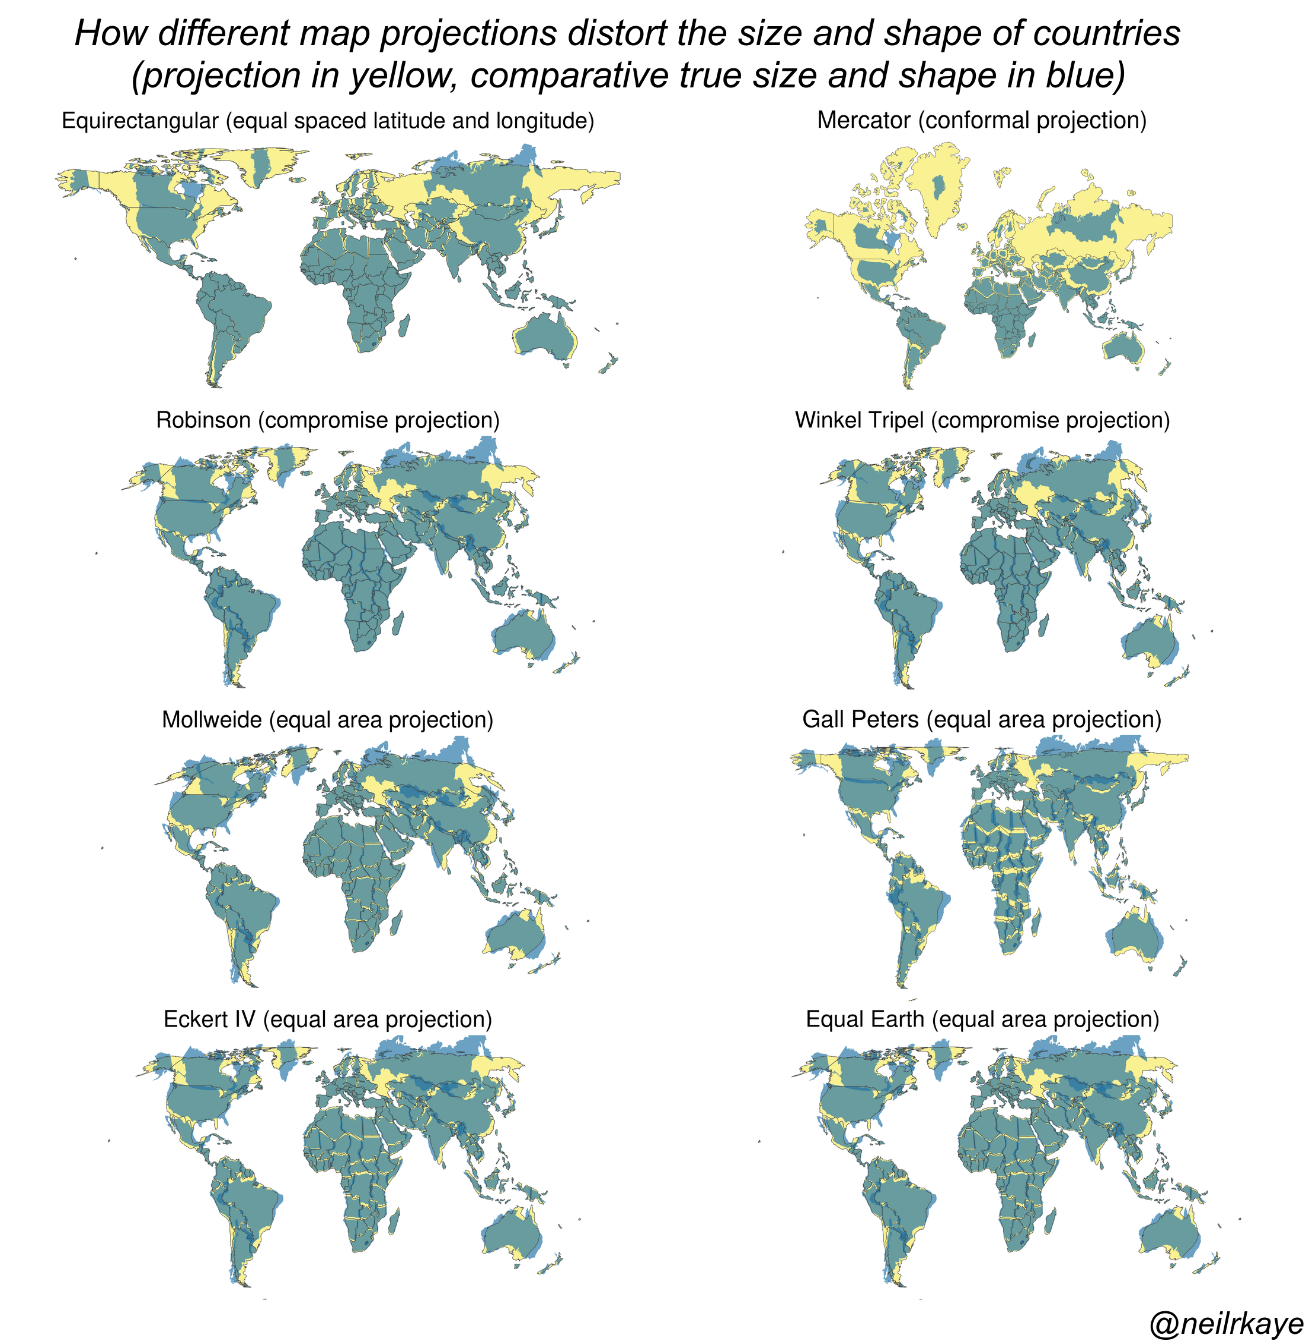 How different map projections distort the size and shape of countries
(projection in yellow, comparative true size and shape in blue)
Equirectangular (equal spaced latitude and longitude)
Mercator (conformal projection)
Robinson (compromise projection)
Winkel Tripel (compromise projection)
Mollweide (equal area projection)
Gall Peters (equal area projection)
Eckert IV (equal area projection)
Equal Earth (equal area projection)
@neilrkaye